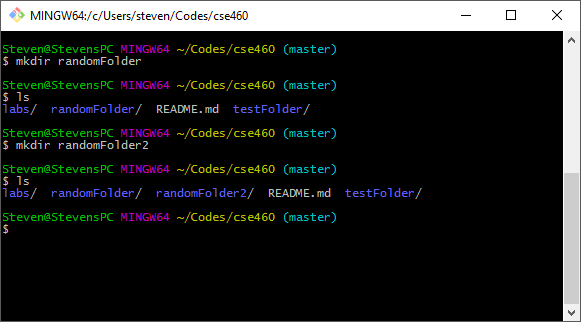 MINGW64:/c/Users/steven/Codes/cse460
Steven@StevensPC MINGW64 ~/Codes/cse460 (master)
$ mkdir randomFolder
Steven@StevensPC MINGW64 ~/Codes/cse460 (master)
$ ls
labs/  randomFolder/  README.md  testFolder/
Steven@StevensPC MINGW64 ~/Codes/cse460 (master)
$ mkdir randomFolder2
Steven@StevensPC MINGW64 ~/Codes/cse460 (master)
$ ls
labs/  randomFolder/  randomFolder2/  README.md  testFolder/
Steven@StevensPC MINGW64 ~/Codes/cse460 (master)
$